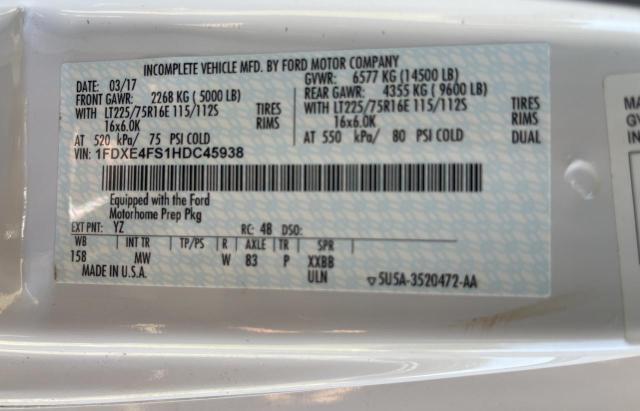 INCOMPLETE VEHICLE MFD. BY FORD MOTOR COMPANY
DATE: 03/17 GVWR: 6577 KG (14500 LB)
FRONT GAWR: 2268 KG (5000 LB) REAR GAWR: 4355 KG (9600 LB)
WITH LT225/75R16E 115/112S TIRES WITH LT225/75R16E 115/112S TIRES
16x6.0K RIMS 16x6.0K RIMS
AT 520 kPa/ 75 PSI COLD AT 550 kPa/ 80 PSI COLD DUAL
VIN: 1FDXE4FS1HDC45938
Equipped with the Ford
Motorhome Prep Pkg
EXT PNT: YZ RC: 48 DSO:
WB INT TR TP/PS R AXLE TR SPR
158 MW W 83 P XXBB
MADE IN U.S.A. ULN 5U5A-3520472-AA
MA
GV
IN